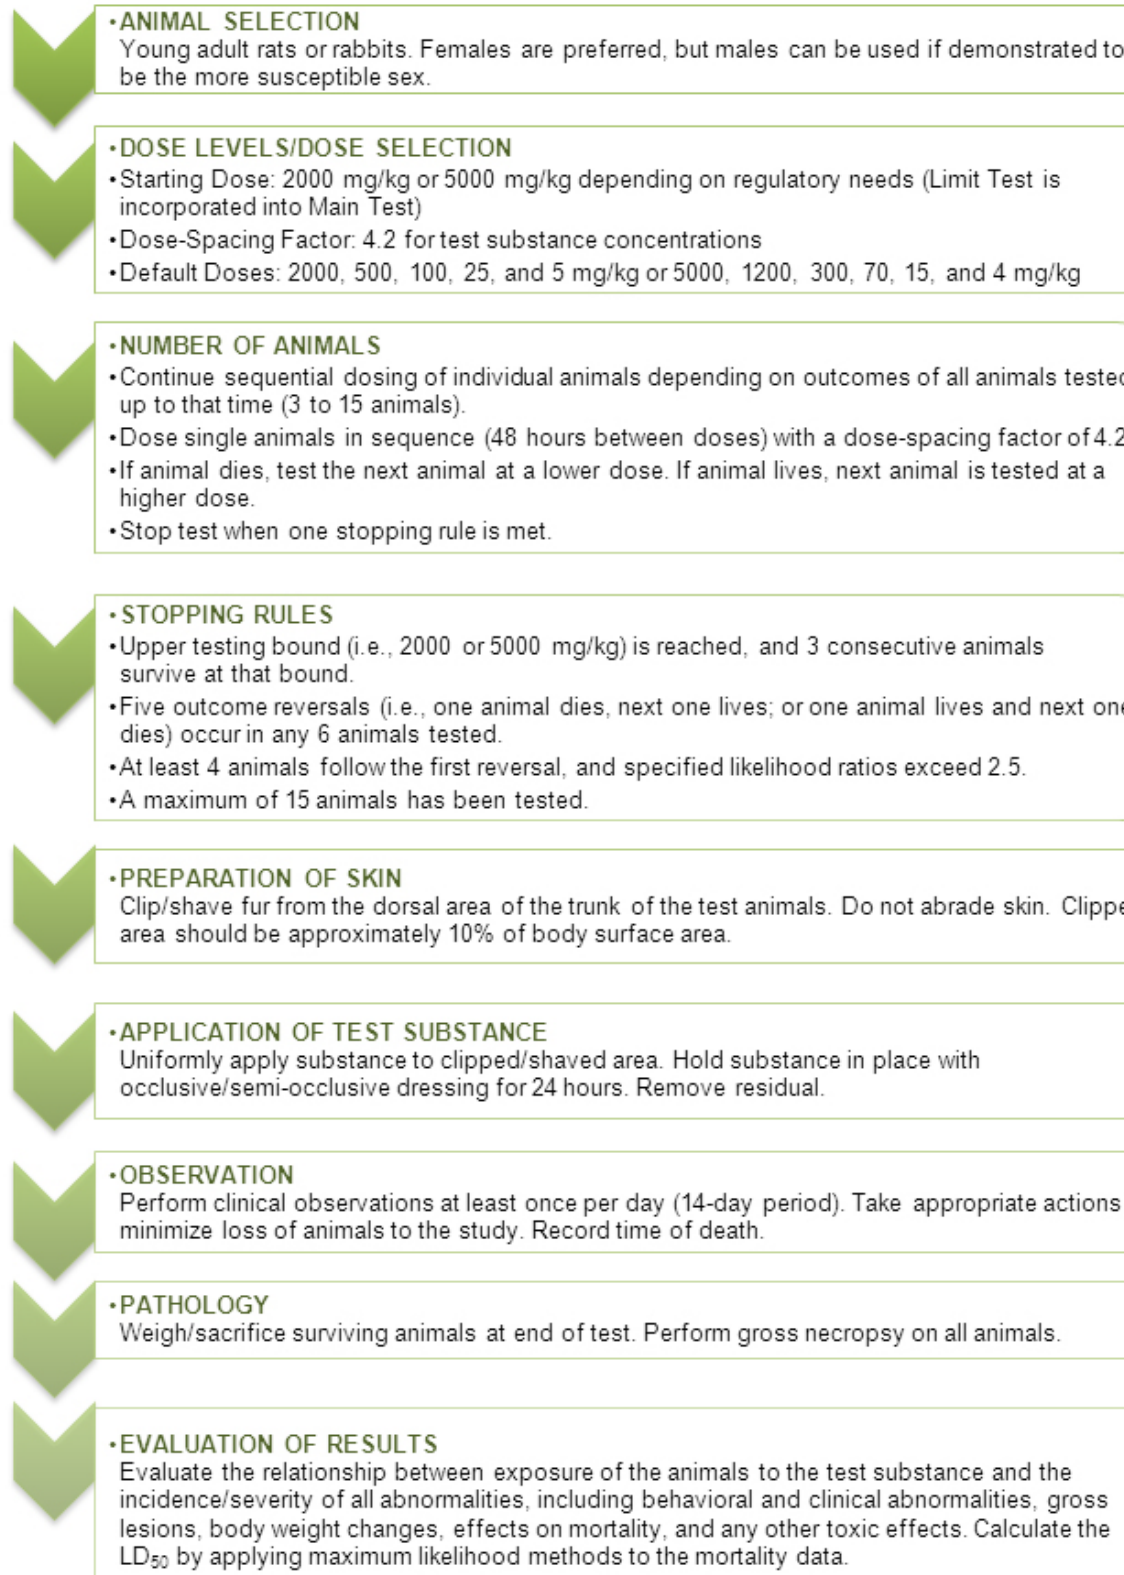 •ANIMAL SELECTION
Young adult rats or rabbits. Females are preferred, but males can be used if demonstrated to
be the more susceptible sex.
•DOSE LEVELS/DOSE SELECTION
•Starting Dose: 2000 mg/kg or 5000 mg/kg depending on regulatory needs (Limit Test is
incorporated into Main Test)
•Dose-Spacing Factor: 4.2 for test substance concentrations
•Default Doses: 2000, 500, 100, 25, and 5 mg/kg or 5000, 1200, 300, 70, 15, and 4 mg/kg
•NUMBER OF ANIMALS
•Continue sequential dosing of individual animals depending on outcomes of all animals tested
up to that time (3 to 15 animals).
•Dose single animals in sequence (48 hours between doses) with a dose-spacing factor of 4.2
•If animal dies, test the next animal at a lower dose. If animal lives, next animal is tested at a
higher dose.
•Stop test when one stopping rule is met.
•STOPPING RULES
•Upper testing bound (i.e., 2000 or 5000 mg/kg) is reached, and 3 consecutive animals
survive at that bound.
•Five outcome reversals (i.e., one animal dies, next one lives; or one animal lives and next one
dies) occur in any 6 animals tested.
•At least 4 animals follow the first reversal, and specified likelihood ratios exceed 2.5.
•A maximum of 15 animals has been tested.
•PREPARATION OF SKIN
Clip/shave fur from the dorsal area of the trunk of the test animals. Do not abrade skin. Clippe
area should be approximately 10% of body surface area.
•APPLICATION OF TEST SUBSTANCE
Uniformly apply substance to clipped/shaved area. Hold substance in place with
occlusive/semi-occlusive dressing for 24 hours. Remove residual.
•OBSERVATION
Perform clinical observations at least once per day (14-day period). Take appropriate actions
minimize loss of animals to the study. Record time of death.
•PATHOLOGY
Weigh/sacrifice surviving animals at end of test. Perform gross necropsy on all animals.
•EVALUATION OF RESULTS
Evaluate the relationship between exposure of the animals to the test substance and the
incidence/severity of all abnormalities, including behavioral and clinical abnormalities, gross
lesions, body weight changes, effects on mortality, and any other toxic effects. Calculate the
LD₅₀ by applying maximum likelihood methods to the mortality data.